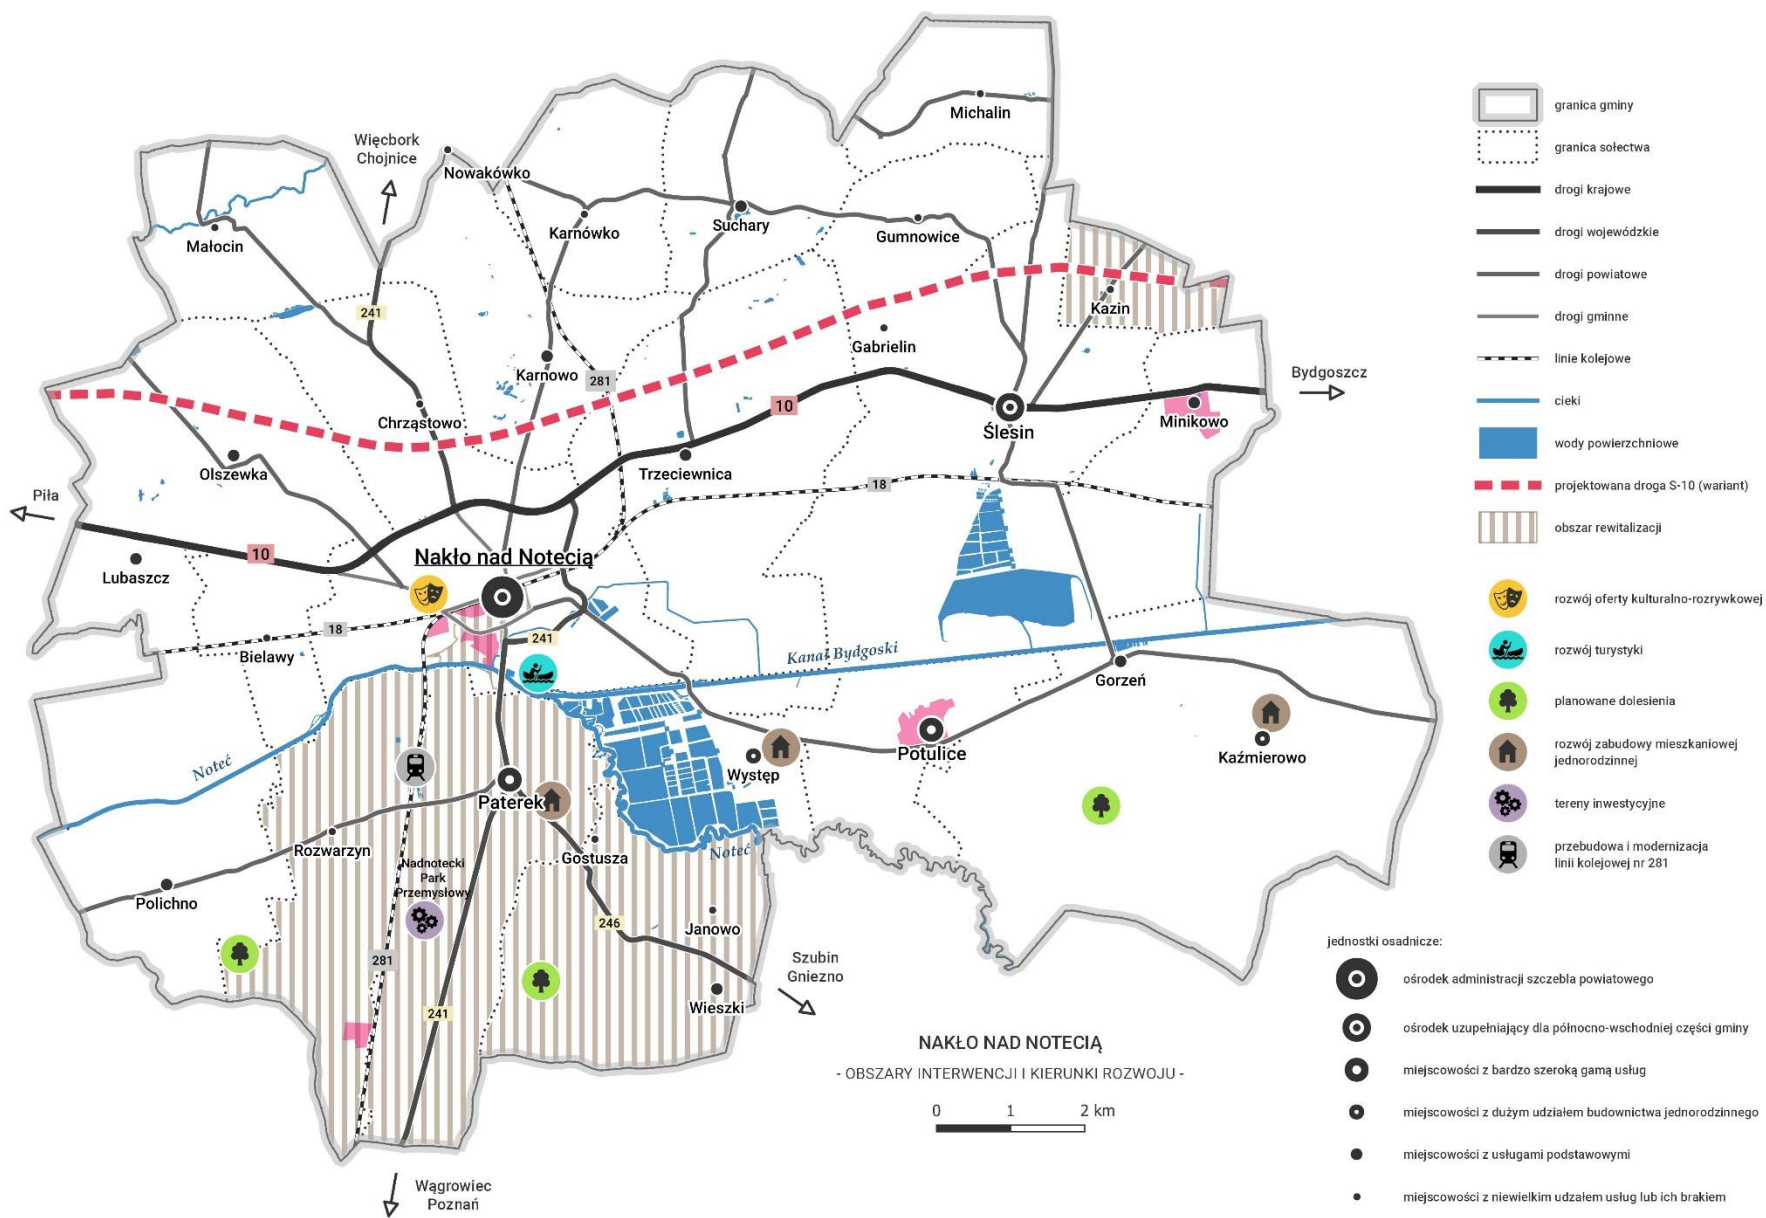 Więcbork
Chojnice
Michalin
Nowakówko
Karnówko
Suchary
Gumnowice
Małocin
241
Kazin
Gabrielin
Karnowo
281
Bydgoszcz
Chrząstowo
10
Ślesin
Minikowo
Olszewka
Trzeciewnica
Piła
18
10
Nakło nad Notecią
Lubaszcz
18
Bielawy
241
Kanał Bydgoski
Gorzeń
Noteć
Występ
Potulice
Kaźmierowo
Paterek
Rozwarzyn
Gostusza
Noteć
Nadnotecki
Park
Przemysłowy
Polichno
246
Janowo
281
Szubin
Gniezno
Wieszki
241
Wągrowiec
Poznań
NAKŁO NAD NOTECIĄ
- OBSZARY INTERWENCJI I KIERUNKI ROZWOJU -
0 1 2 km
granica gminy
granica sołectwa
drogi krajowe
drogi wojewódzkie
drogi powiatowe
drogi gminne
linie kolejowe
cieki
wody powierzchniowe
projektowana droga S-10 (wariant)
obszar rewitalizacji
rozwój oferty kulturalno-rozrywkowej
rozwój turystyki
planowane dolesienia
rozwój zabudowy mieszkaniowej
jednorodzinnej
tereny inwestycyjne
przebudowa i modernizacja
linii kolejowej nr 281
jednostki osadnicze:
ośrodek administracji szczebla powiatowego
ośrodek uzupełniający dla północno-wschodniej części gminy
miejscowości z bardzo szeroką gamą usług
miejscowości z dużym udziałem budownictwa jednorodzinnego
miejscowości z usługami podstawowymi
miejscowości z niewielkim udzałem usług lub ich brakiem